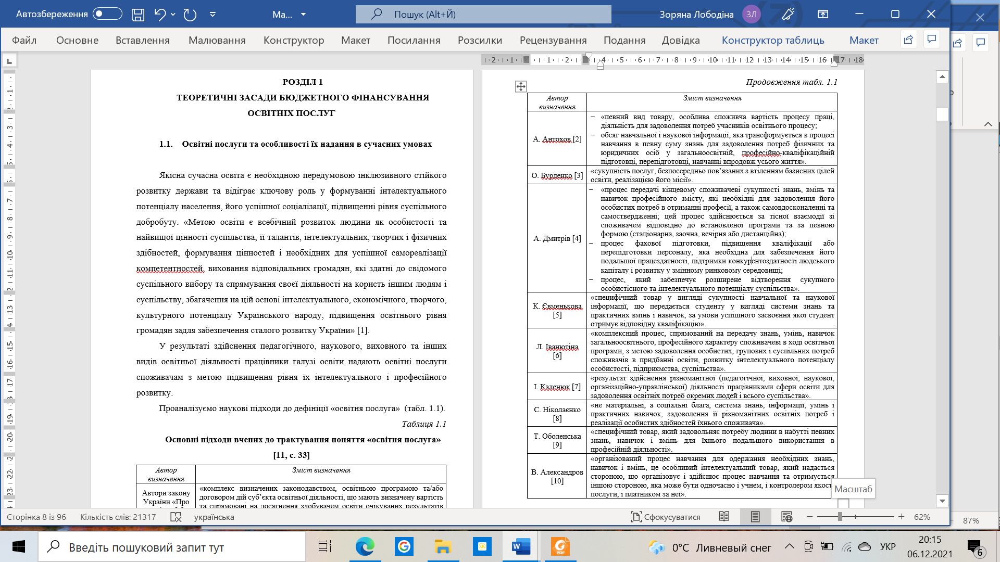 Автозбереження
Ма...
Пошук (Alt+Й)
Зоряна Лободіна
ЗЛ
Файл Основне Вставлення Малювання Конструктор Макет Посилання Розсилки Рецензування Подання Довідка Конструктор таблиць Макет
РОЗДІЛ 1
ТЕОРЕТИЧНІ ЗАСАДИ БЮДЖЕТНОГО ФІНАНСУВАННЯ
ОСВІТНІХ ПОСЛУГ
1.1. Освітні послуги та особливості їх надання в сучасних умовах
Якісна сучасна освіта є необхідною передумовою інклюзивного стійкого
розвитку держави та відіграє ключову роль у формуванні інтелектуального
потенціалу населення, його успішної соціалізації, підвищенні рівня суспільного
добробуту. «Метою освіти є всебічний розвиток людини як особистості та
найвищої цінності суспільства, її талантів, інтелектуальних, творчих і фізичних
здібностей, формування цінностей і необхідних для успішної самореалізації
компетентностей, виховання відповідальних громадян, які здатні до свідомого
суспільного вибору та спрямування своєї діяльності на користь іншим людям і
суспільству, збагачення на цій основі інтелектуального, економічного, творчого,
культурного потенціалу Українського народу, підвищення освітнього рівня
громадян задля забезпечення сталого розвитку України» [1].
У результаті здійснення педагогічного, наукового, виховного та інших
видів освітньої діяльності працівники галузі освіти надають освітні послуги
споживачам з метою підвищення рівня їх інтелектуального і професійного
розвитку.
Проаналізуємо наукові підходи до дефініції «освітня послуга» (табл. 1.1).
Таблиця 1.1
Основні підходи вчених до трактування поняття «освітня послуга»
[11, с. 33]
Автор
визначення
Зміст визначення
Автори закону
України «Про
«комплекс визначених законодавством, освітньою програмою та/або
договором дій суб’єкта освітньої діяльності, що мають визначену вартість
та спрямовані на досягнення здобувачем освіти очікуваних результатів
Продовження табл. 1.1
Автор
визначення
Зміст визначення
А. Антохов [2]
– «певний вид товару, особлива споживча вартість процесу праці,
діяльність для задоволення потреб учасників освітнього процесу;
– обсяг навчальної і наукової інформації, яка трансформується в процесі
навчання в певну суму знань для задоволення потреб фізичних та
юридичних осіб у загальноосвітній, професійно-кваліфікаційній
підготовці, перепідготовці, навчанні впродовж усього життя».
О. Бурденко [3]
«сукупність послуг, безпосередньо пов’язаних з втіленням базисних цілей
освіти, реалізацією його місії».
А. Дмитрів [4]
– «процес передачі кінцевому споживачеві сукупності знань, вмінь та
навичок професійного змісту, які необхідні для задоволення його
особистих потреб в отриманні професії, а також самовдосконаленні та
самоствердженні; цей процес здійснюється за тісної взаємодії зі
споживачем відповідно до встановленої програми та за певною
формою (стаціонарна, заочна, вечірня або дистанційна);
– процес фахової підготовки, підвищення кваліфікації або
перепідготовки персоналу, яка необхідна для забезпечення його
подальшої працездатності, підтримки конкурентоздатності людського
капіталу і розвитку у змінному ринковому середовищі;
– процес, який забезпечує розширене відтворення сукупного
особистісного та інтелектуального потенціалу суспільства».
К. Євменькова
[5]
«специфічний товар у вигляді сукупності навчальної та наукової
інформації, що передається студенту у вигляді системи знань та
практичних вмінь і навичок, за умови успішного засвоєння якої студент
отримує відповідну кваліфікацію».
Л. Іванютіна
[6]
«комплексний процес, спрямований на передачу знань, умінь, навичок
загальноосвітнього, професійного характеру споживачеві в ході освітньої
програми, з метою задоволення особистих, групових і суспільних потреб
споживачів в придбанні освіти, розвитку інтелектуального потенціалу
особистості, підприємства, суспільства».
І. Каленюк [7]
«результат здійснення різноманітної (педагогічної, виховної, наукової,
організаційно-управлінської) діяльності працівниками сфери освіти для
задоволення освітніх потреб окремих людей і всього суспільства».
С. Ніколаєнко
[8]
«не матеріальні, а соціальні блага, система знань, інформації, умінь і
практичних навичок, задоволення її різноманітних освітніх потреб і
реалізації особистих здібностей їхнього споживача».
Т. Оболенська
[9]
«специфічний товар, який задовольняє потребу людини в набутті певних
знань, навичок і вмінь для їхнього подальшого використання в
професійній діяльності».
В. Александров
[10]
«організований процес навчання для одержання необхідних знань,
навичок і вмінь, це особливий інтелектуальний товар, який надається
стороною, що організовує і здійснює процес навчання та отримується
іншою стороною, яка може бути одночасно і учнем, і контролером якост
послуги, і платником за неї».
Масштаб
Сторінка 8 із 96 Кількість слів: 21317 українська
Сфокусуватися
62%
87%
Введіть пошуковий запит тут
0°C Ливневый снег
УКР
20:15
06.12.2021
6